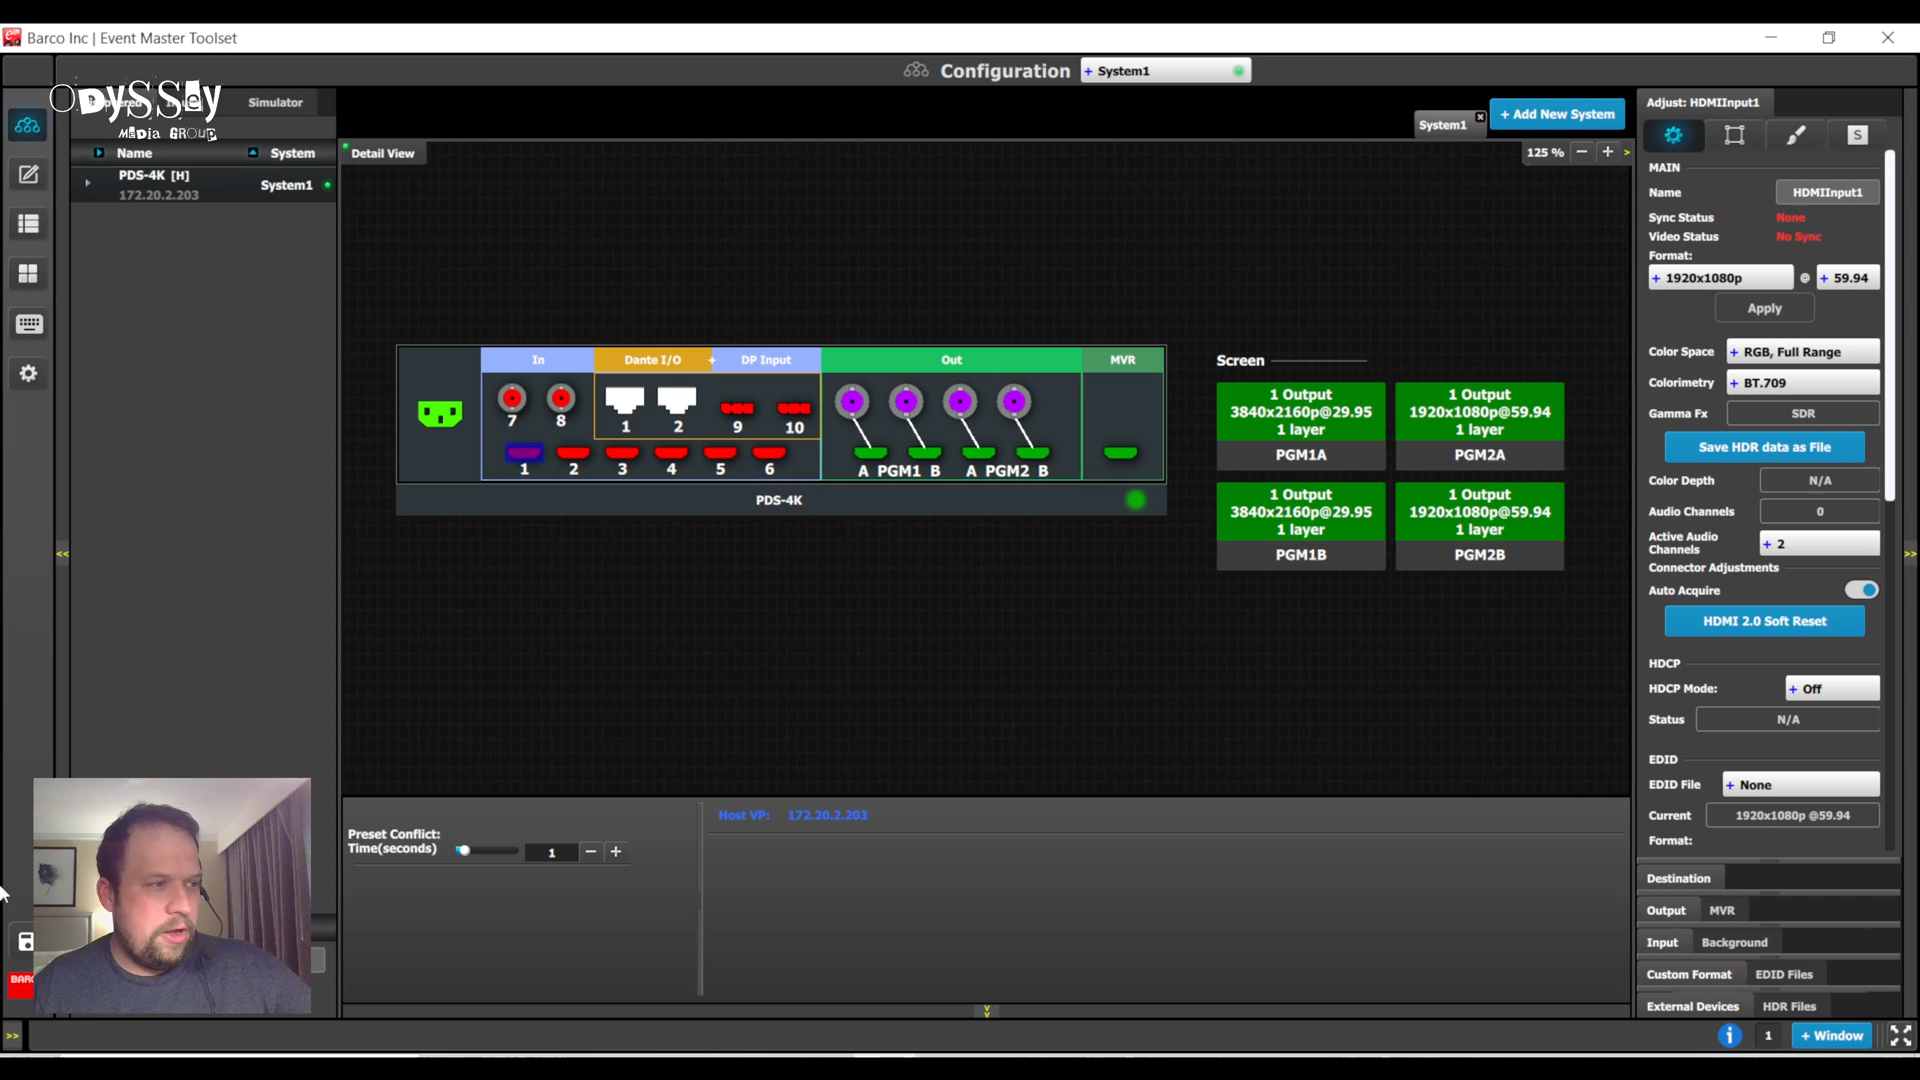 Barco Inc | Event Master Toolset
Configuration
+ System1
ODYSSEY
MEDIA GROUP
Simulator
Name
System
PDS-4K [H]
172.20.2.203
System1
Detail View
System1
+ Add New System
125 %
In
Dante I/O
+
DP Input
Out
MVR
7
8
1
2
9
10
1
2
3
4
5
6
A PGM1 B
A PGM2 B
PDS-4K
Screen
1 Output
3840x2160p@29.95
1 layer
PGM1A
1 Output
1920x1080p@59.94
1 layer
PGM2A
1 Output
3840x2160p@29.95
1 layer
PGM1B
1 Output
1920x1080p@59.94
1 layer
PGM2B
Preset Conflict:
Time(seconds)
1
Host VP: 172.20.2.203
Adjust: HDMIInput1
S
MAIN
Name HDMIInput1
Sync Status None
Video Status No Sync
Format:
+ 1920x1080p @ + 59.94
Apply
Color Space + RGB, Full Range
Colorimetry + BT.709
Gamma Fx SDR
Save HDR data as File
Color Depth N/A
Audio Channels 0
Active Audio
Channels + 2
Connector Adjustments
Auto Acquire
HDMI 2.0 Soft Reset
HDCP
HDCP Mode: + Off
Status N/A
EDID
EDID File + None
Current 1920x1080p @59.94
Format:
Destination
Output MVR
Input Background
Custom Format EDID Files
External Devices HDR Files
1
+ Window